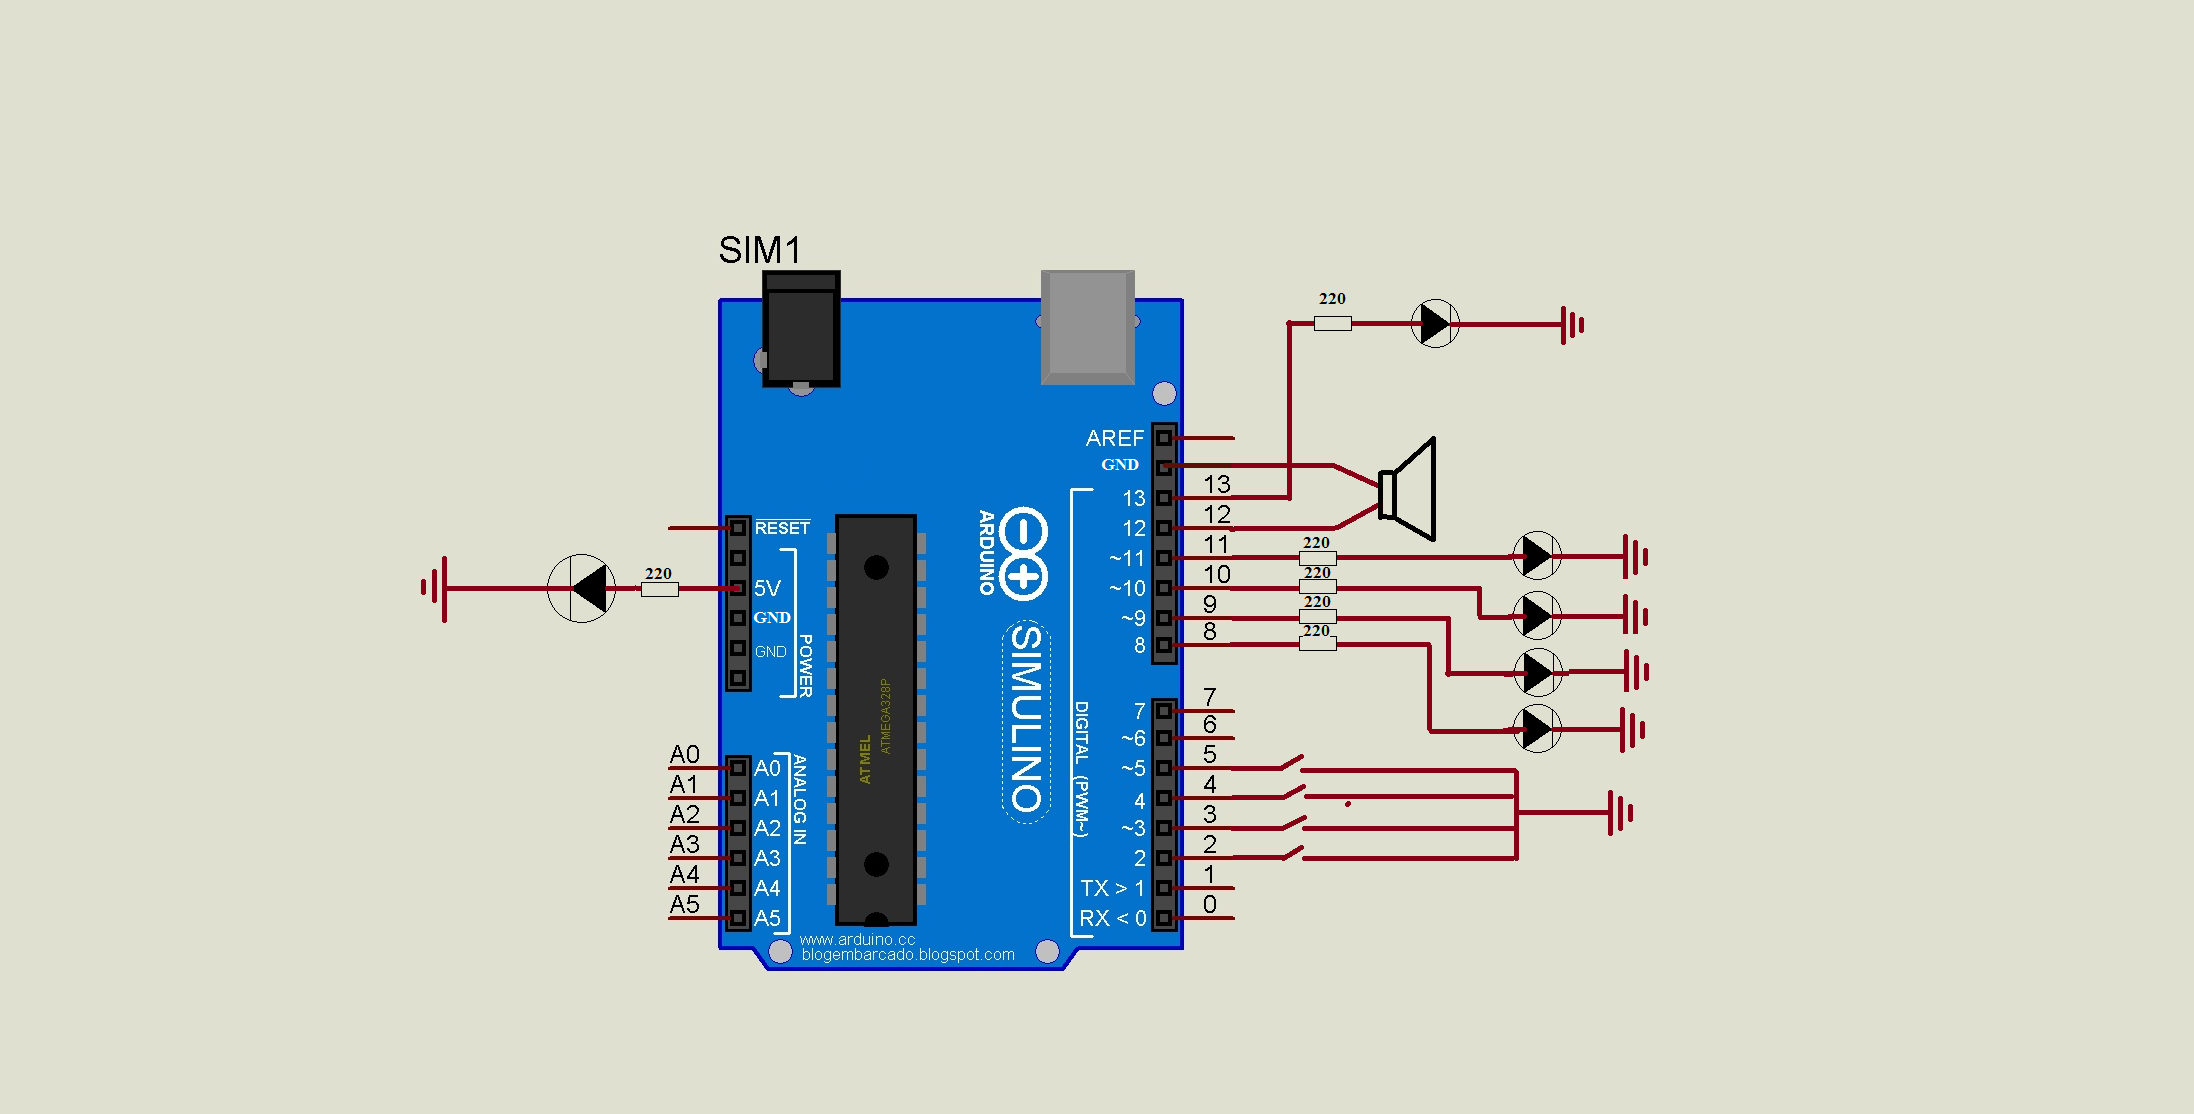 SIM1
220
AREF
GND
13 13
12 12
~11 11
~10 10
~9 9
8 8
220
220
220
220
RESET
5V
GND
GND
POWER
220
ARDUINO
SIMULINO
ATMEL
ATMEGA328P
DIGITAL (PWM~)
7 7
~6 6
~5 5
4 4
~3 3
2 2
TX > 1 1
RX < 0 0
A0 A0
A1 A1
A2 A2
A3 A3
A4 A4
A5 A5
ANALOG IN
www.arduino.cc
blogembarcado.blogspot.com